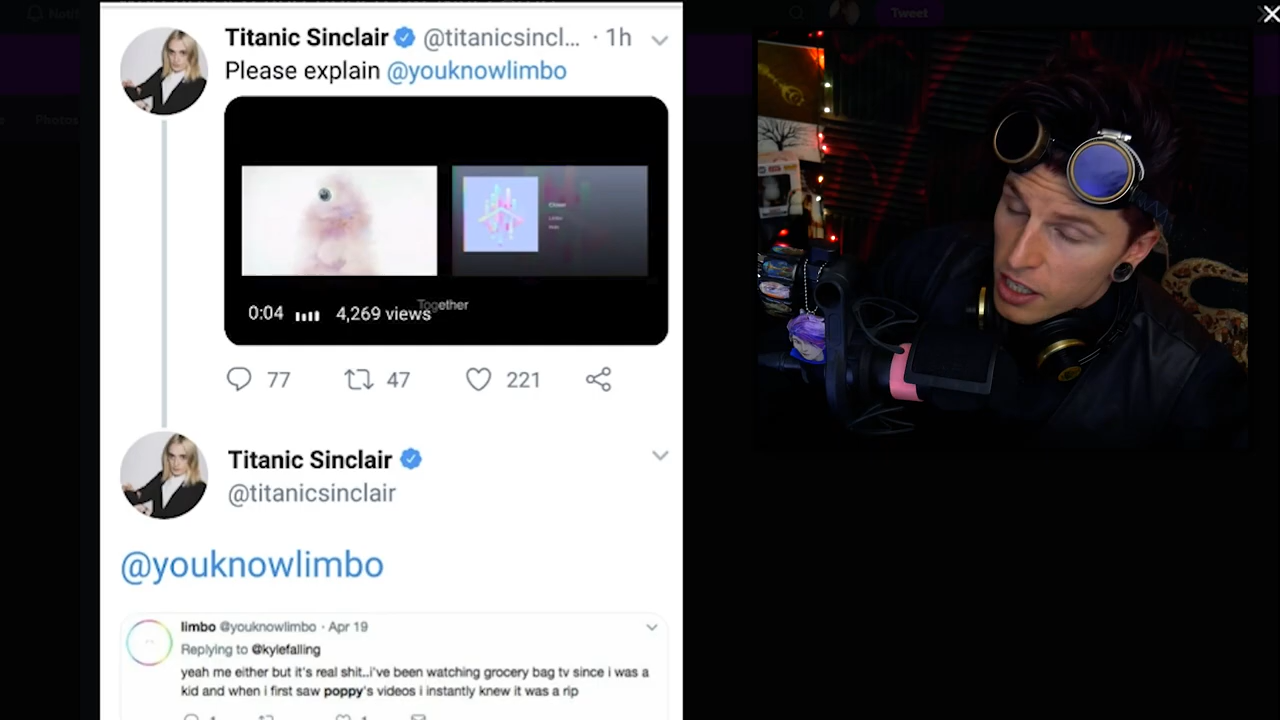 Tweet
Photos
Titanic Sinclair @titanicsincl... · 1h
Please explain @youknowlimbo
Together
0:04 4,269 views
77 47 221
Titanic Sinclair
@titanicsinclair
@youknowlimbo
limbo @youknowlimbo · Apr 19
Replying to @kylefalling
yeah me either but it's real shit..i've been watching grocery bag tv since i was a
kid and when i first saw poppy's videos i instantly knew it was a rip